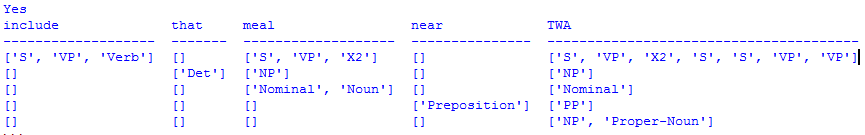 Yes
include that meal near TWA
------------------- ------- ------------------- --------------- ---------------------------------------
['S', 'VP', 'Verb'] [] ['S', 'VP', 'X2'] [] ['S', 'VP', 'X2', 'S', 'S', 'VP', 'VP']
[] ['Det'] ['NP'] [] ['NP']
[] [] ['Nominal', 'Noun'] [] ['Nominal']
[] [] [] ['Preposition'] ['PP']
[] [] [] [] ['NP', 'Proper-Noun']